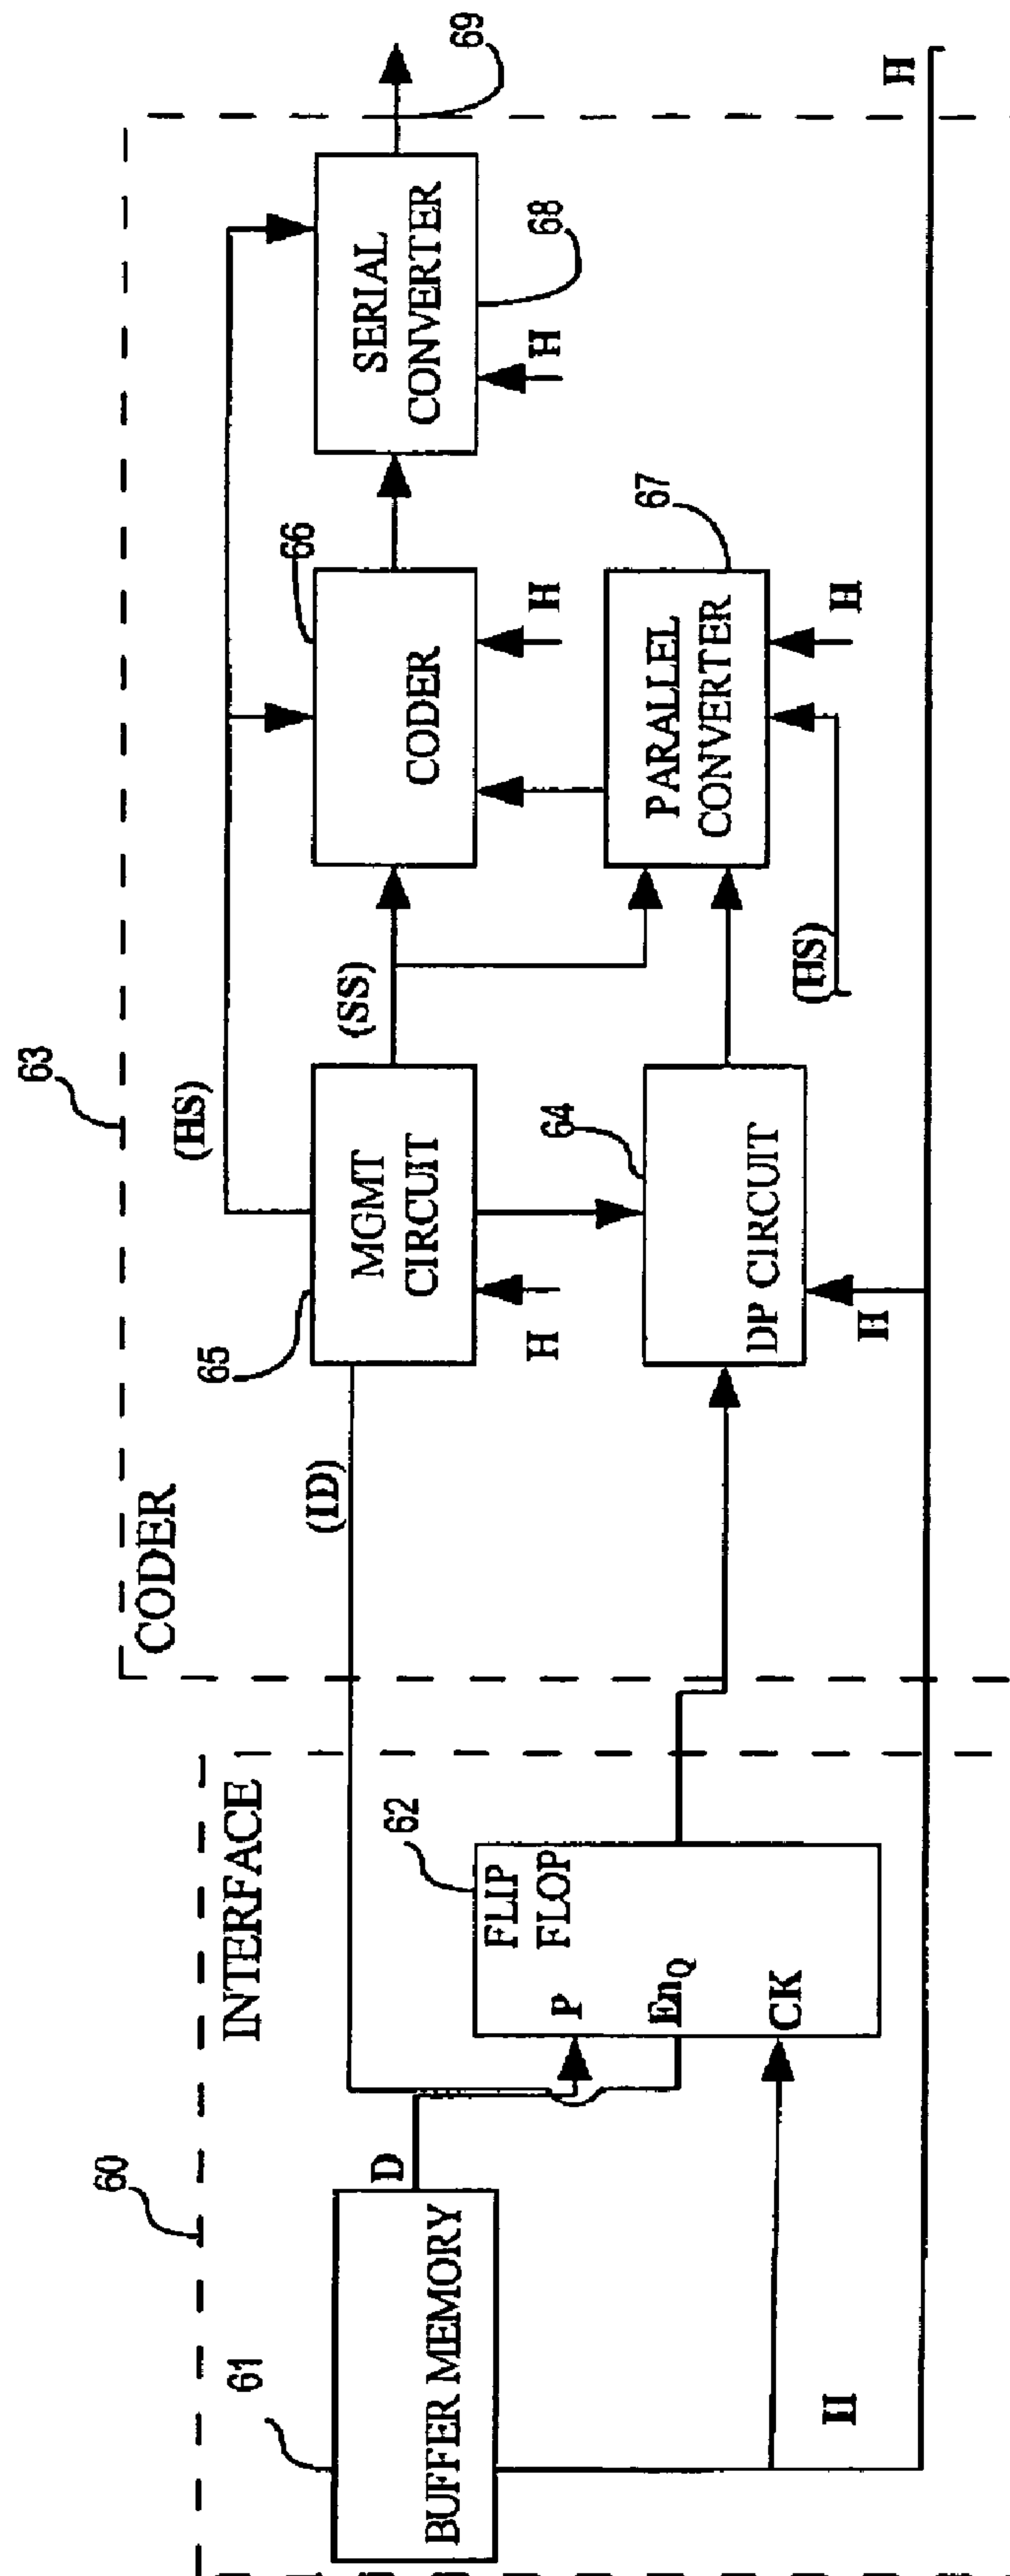 60
INTERFACE
61
BUFFER MEMORY
D
62
FLIP
FLOP
P
EnQ
CK
H
63
CODER
(ID)
(HS)
65
MGMT
CIRCUIT
H
(SS)
64
DP CIRCUIT
H
66
CODER
H
67
PARALLEL
CONVERTER
(HS)
H
SERIAL
CONVERTER
68
H
69
H